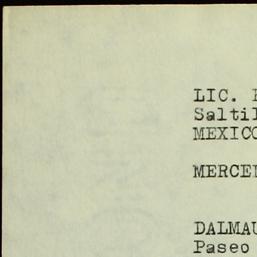 LIC.
Saltil
MEXICO
MERCE
DALMAU
Paseo